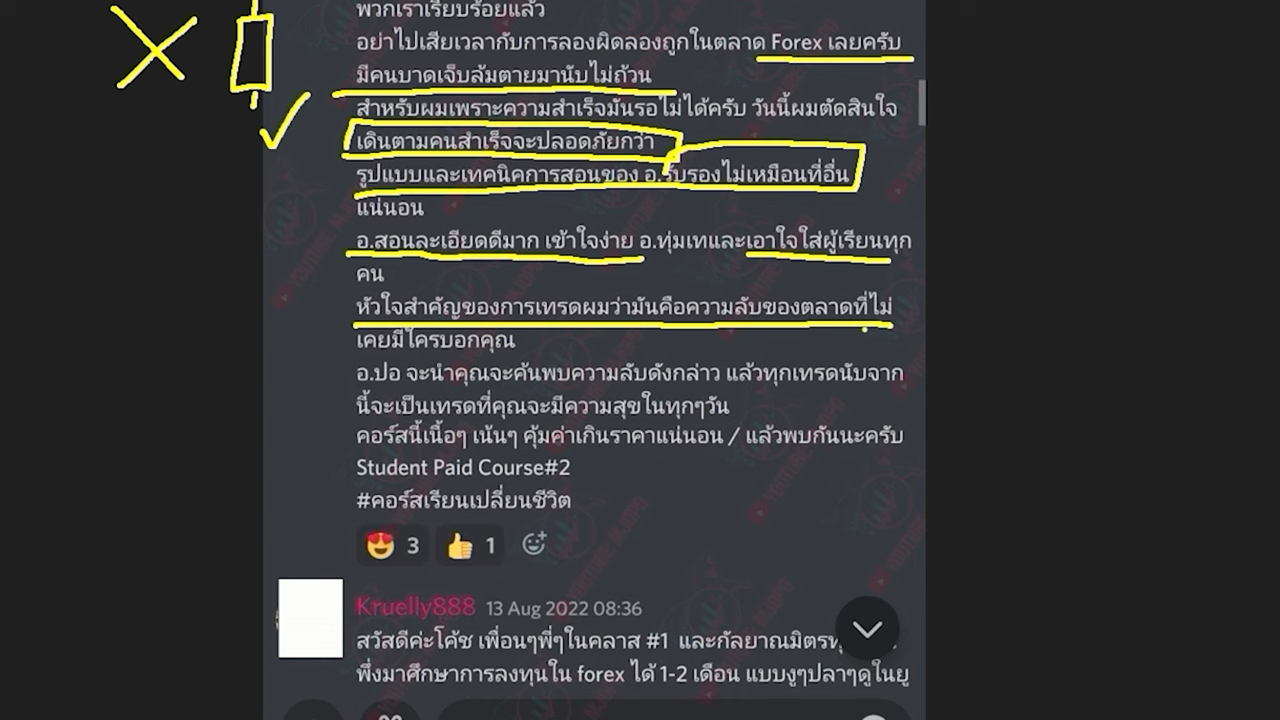 พวกเราเรียบร้อยแล้ว
อย่าไปเสียเวลากับการลองผิดลองถูกในตลาด Forex เลยครับ
มีคนบาดเจ็บล้มตายมานับไม่ถ้วน
สำหรับผมเพราะความสำเร็จมันรอไม่ได้ครับ วันนี้ผมตัดสินใจ
เดินตามคนสำเร็จจะปลอดภัยกว่า
รูปแบบและเทคนิคการสอนของ อ.รับรองไม่เหมือนที่อื่น
แน่นอน
อ.สอนละเอียดดีมาก เข้าใจง่าย อ.ทุ่มเทและเอาใจใส่ผู้เรียนทุก
คน
หัวใจสำคัญของการเทรดผมว่ามันคือความลับของตลาดที่ไม่
เคยมีใครบอกคุณ
อ.ปอ จะนำคุณจะค้นพบความลับดังกล่าว แล้วทุกเทรดนับจาก
นี้จะเป็นเทรดที่คุณจะมีความสุขในทุกๆวัน
คอร์สนี้เนื้อๆ เน้นๆ คุ้มค่าเกินราคาแน่นอน / แล้วพบกันนะครับ
Student Paid Course#2
#คอร์สเรียนเปลี่ยนชีวิต
3 1
Kruelly888 13 Aug 2022 08:36
สวัสดีค่ะโค้ช เพื่อนๆพี่ๆในคลาส #1 และกัลยาณมิตร
พึ่งมาศึกษาการลงทุนใน forex ได้ 1-2 เดือน แบบงูๆปลาๆดูในยู